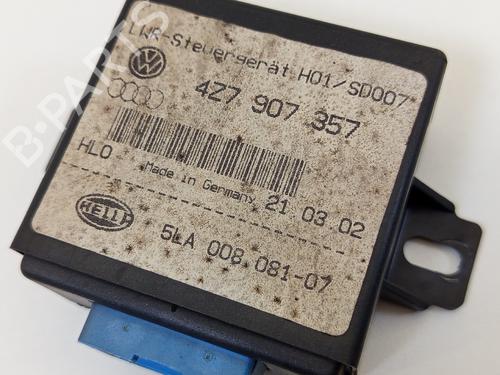 LWR-Steuergerät H01/SD007
4Z7 907 357
HLO
Made in Germany 21.03.02
HELLA
5LA 008 081-07
B-PARTS